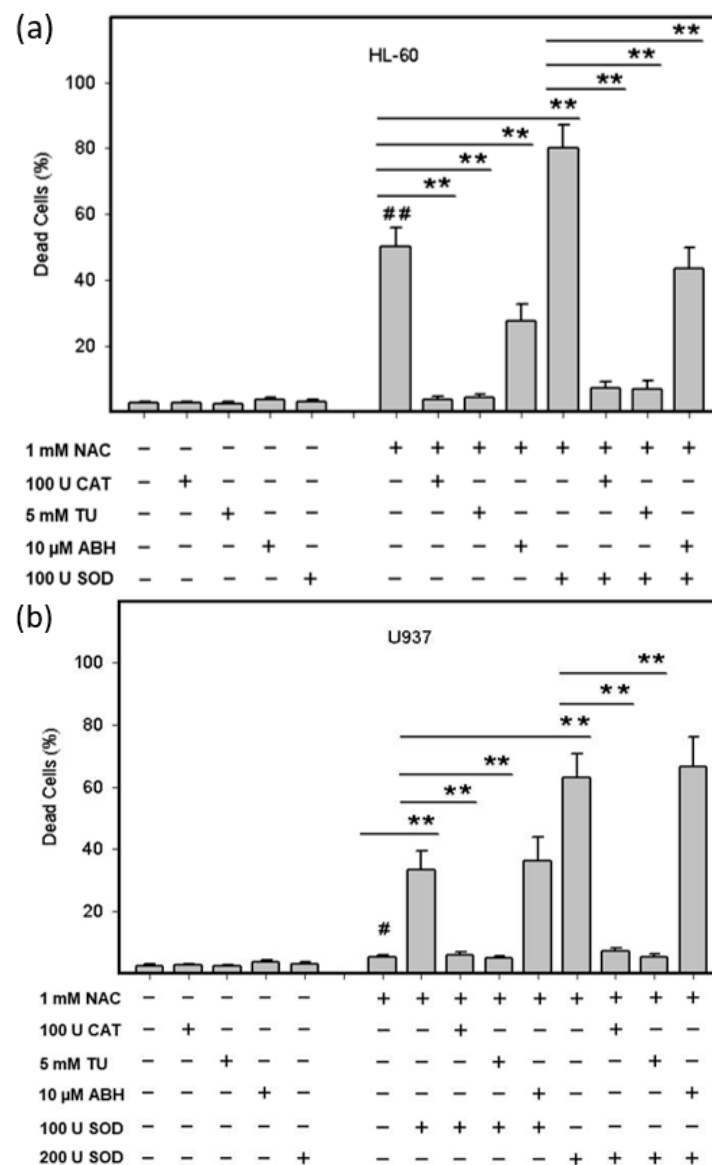 (a)
HL-60
**
**
**
**
**
**
**
##
Dead Cells (%)
100
80
60
40
20
1 mM NAC – – – – – + + + + + + + +
100 U CAT – + – – – – + – – – + – –
5 mM TU – – + – – – – + – – – + –
10 µM ABH – – – + – – – – + – – – +
100 U SOD – – – – + – – – – + + + +
(b)
U937
**
**
**
**
**
**
#
Dead Cells (%)
100
80
60
40
20
1 mM NAC – – – – – + + + + + + + + +
100 U CAT – + – – – – – + – – – + – –
5 mM TU – – + – – – – – + – – – + –
10 µM ABH – – – + – – – – – + – – – +
100 U SOD – – – – – – + + + + – – – –
200 U SOD – – – – + – – – – – + + + +